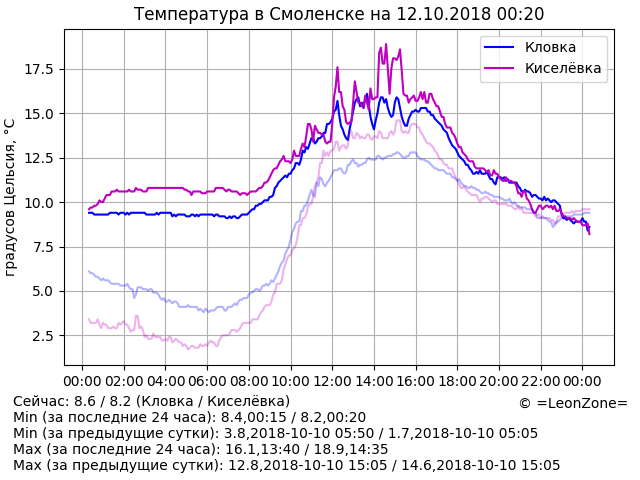 Температура в Смоленске на 12.10.2018 00:20
градусов Цельсия, °C
17.5
15.0
12.5
10.0
7.5
5.0
2.5
Кловка
Киселёвка
00:00 02:00 04:00 06:00 08:00 10:00 12:00 14:00 16:00 18:00 20:00 22:00 00:00
Сейчас: 8.6 / 8.2 (Кловка / Киселёвка)
© =LeonZone=
Min (за последние 24 часа): 8.4,00:15 / 8.2,00:20
Min (за предыдущие сутки): 3.8,2018-10-10 05:50 / 1.7,2018-10-10 05:05
Max (за последние 24 часа): 16.1,13:40 / 18.9,14:35
Max (за предыдущие сутки): 12.8,2018-10-10 15:05 / 14.6,2018-10-10 15:05